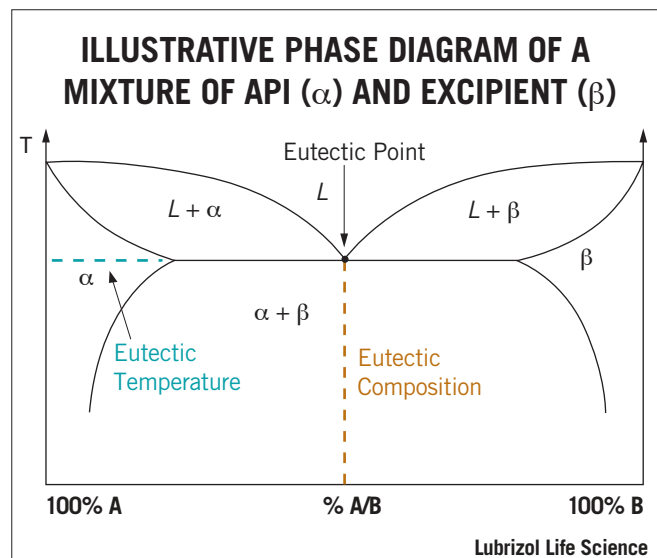 ILLUSTRATIVE PHASE DIAGRAM OF A
MIXTURE OF API (α) AND EXCIPIENT (β)
T
Eutectic Point
L
L + α
L + β
α
β
α + β
Eutectic
Temperature
Eutectic
Composition
100% A
% A/B
100% B
Lubrizol Life Science